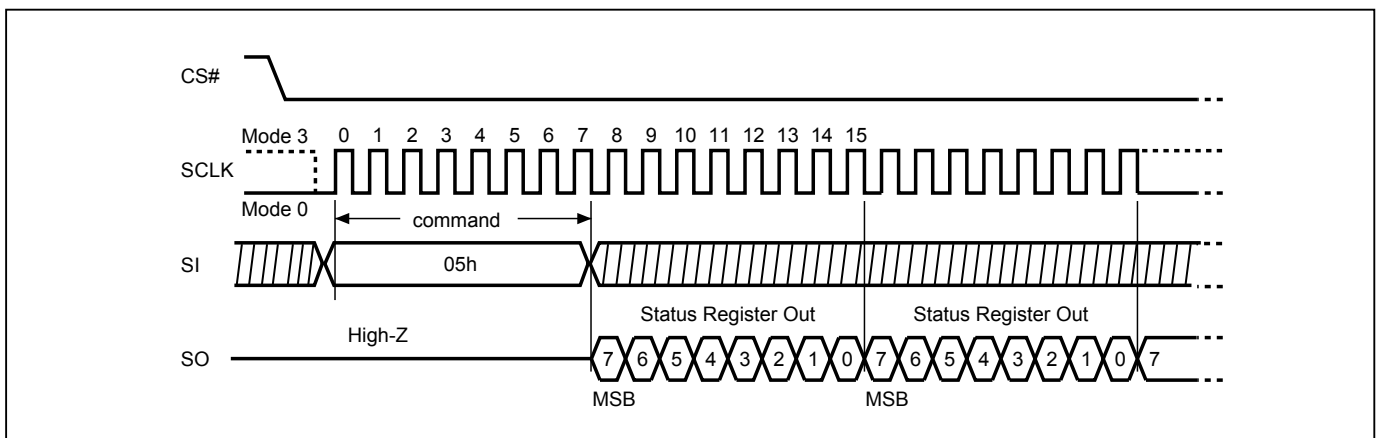 CS#
Mode 3 0 1 2 3 4 5 6 7 8 9 10 11 12 13 14 15
SCLK
Mode 0
command
SI 05h
Status Register Out Status Register Out
High-Z
SO 7 6 5 4 3 2 1 0 7 6 5 4 3 2 1 0 7
MSB MSB